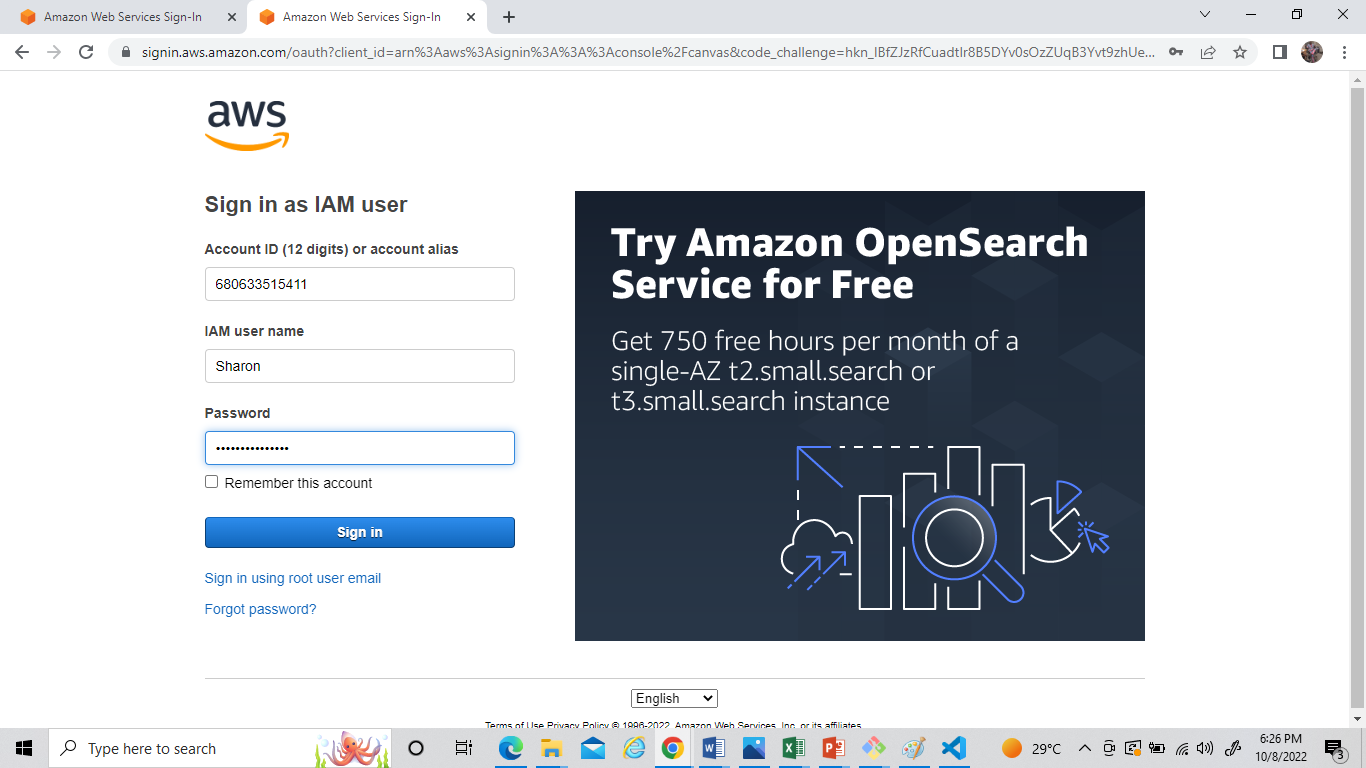 Amazon Web Services Sign-In
Amazon Web Services Sign-In
signin.aws.amazon.com/oauth?client_id=arn%3Aaws%3Asignin%3A%3A%3Aconsole%2Fcanvas&code_challenge=hkn_lBfZJzRfCuadtIr8B5DYv0sOzZUqB3Yvt9zhUe...
aws
Sign in as IAM user
Account ID (12 digits) or account alias
680633515411
IAM user name
Sharon
Password
•••••••••••••••
Remember this account
Sign in
Sign in using root user email
Forgot password?
Try Amazon OpenSearch
Service for Free
Get 750 free hours per month of a
single-AZ t2.small.search or
t3.small.search instance
English
Terms of Use Privacy Policy © 1996-2022, Amazon Web Services, Inc. or its affiliates.
Type here to search
29°C
6:26 PM
10/8/2022
3